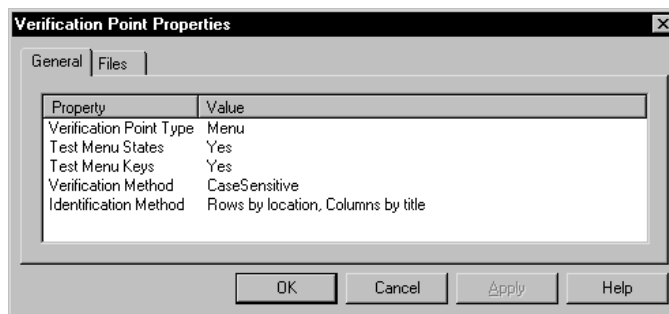 Verification Point Properties
General Files
Property Value
Verification Point Type Menu
Test Menu States Yes
Test Menu Keys Yes
Verification Method CaseSensitive
Identification Method Rows by location, Columns by title
OK Cancel Apply Help